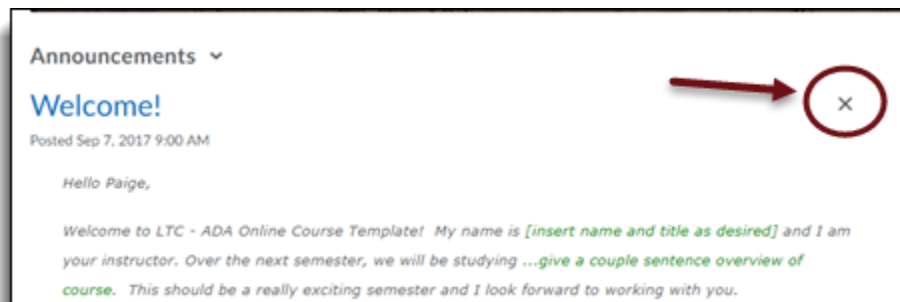 Announcements
Welcome!
Posted Sep 7, 2017 9:00 AM
Hello Paige,
Welcome to LTC - ADA Online Course Template! My name is [insert name and title as desired] and I am
your instructor. Over the next semester, we will be studying ...give a couple sentence overview of
course. This should be a really exciting semester and I look forward to working with you.